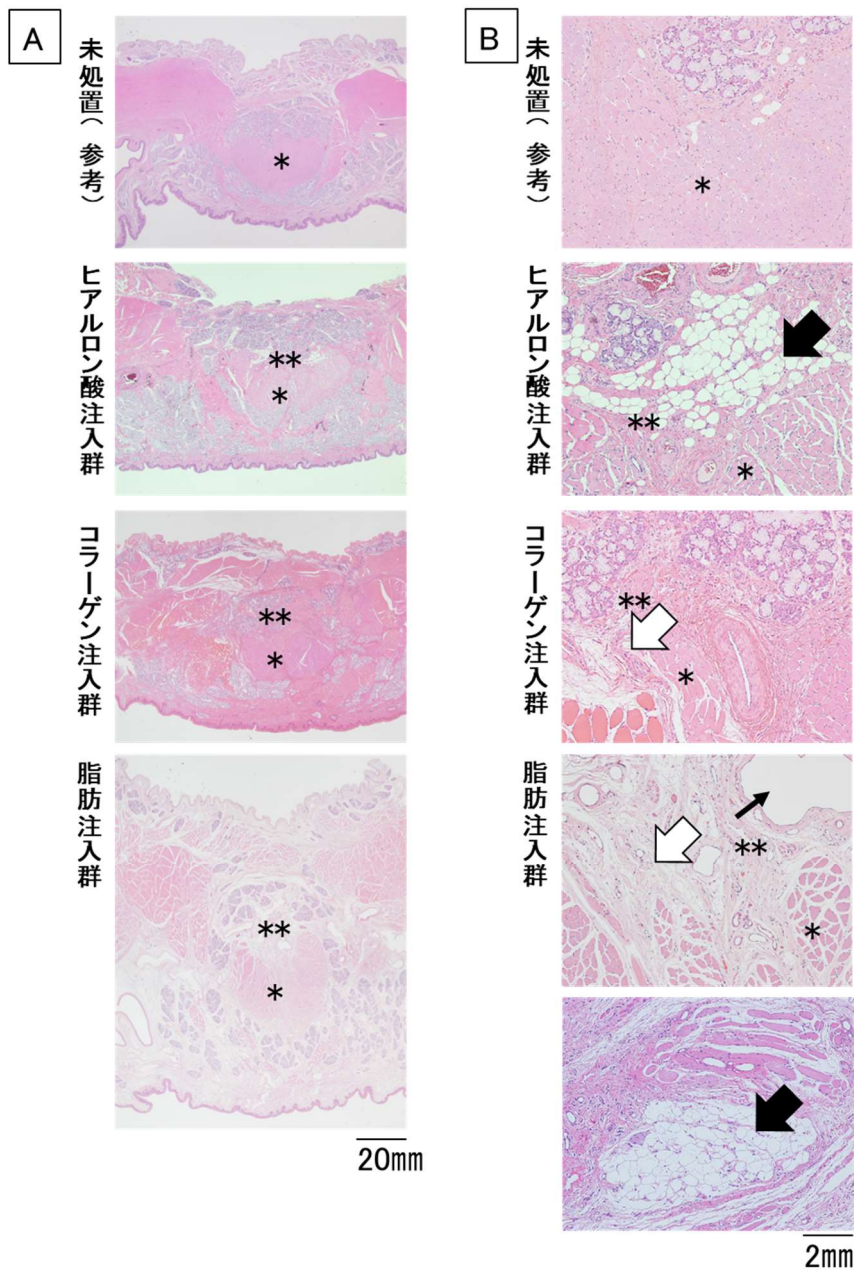 A
未処置（参考）
*
ヒアルロン酸注入群
**
*
コラーゲン注入群
**
*
脂肪注入群
**
*
20mm
B
未処置（参考）
*
ヒアルロン酸注入群
**
*
コラーゲン注入群
**
*
脂肪注入群
**
*
2mm